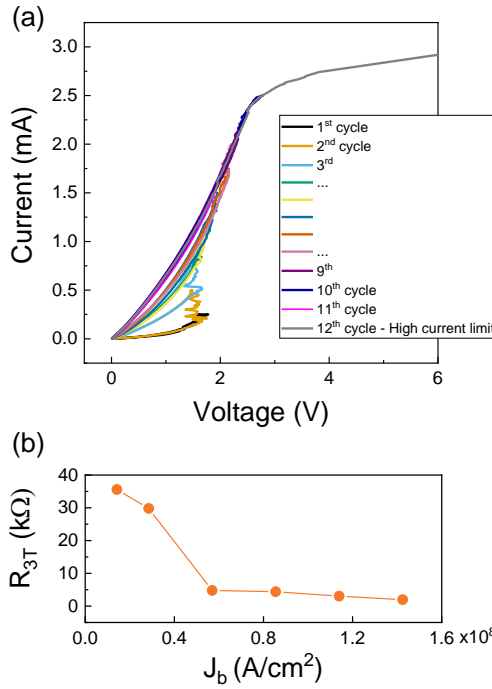 (a)
3.0
2.5
2.0
1.5
1.0
0.5
0.0
Current (mA)
1st cycle
2nd cycle
3rd
...
...
9th
10th cycle
11th cycle
12th cycle - High current limit
0
2
4
6
Voltage (V)
(b)
40
30
20
10
0
R3T (kΩ)
0.0
0.4
0.8
1.2
1.6 x10⁸
Jb (A/cm²)